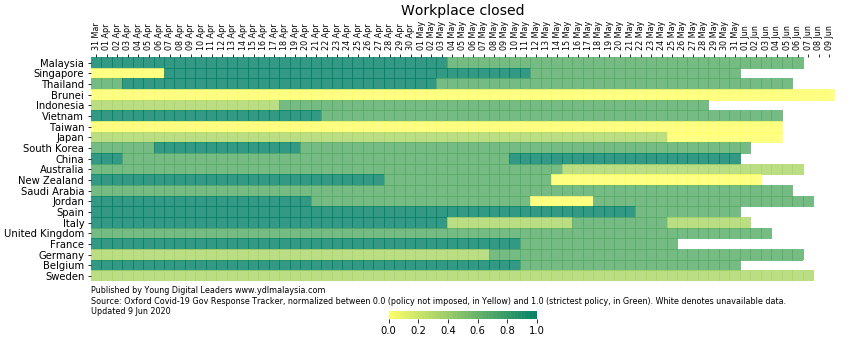 Workplace closed
31 Mar
01 Apr
02 Apr
03 Apr
04 Apr
05 Apr
06 Apr
07 Apr
08 Apr
09 Apr
10 Apr
11 Apr
12 Apr
13 Apr
14 Apr
15 Apr
16 Apr
17 Apr
18 Apr
19 Apr
20 Apr
21 Apr
22 Apr
23 Apr
24 Apr
25 Apr
26 Apr
27 Apr
28 Apr
29 Apr
30 Apr
01 May
02 May
03 May
04 May
05 May
06 May
07 May
08 May
09 May
10 May
11 May
12 May
13 May
14 May
15 May
16 May
17 May
18 May
19 May
20 May
21 May
22 May
23 May
24 May
25 May
26 May
27 May
28 May
29 May
30 May
31 May
01 Jun
02 Jun
03 Jun
04 Jun
05 Jun
06 Jun
07 Jun
08 Jun
09 Jun
Malaysia
Singapore
Thailand
Brunei
Indonesia
Vietnam
Taiwan
Japan
South Korea
China
Australia
New Zealand
Saudi Arabia
Jordan
Spain
Italy
United Kingdom
France
Germany
Belgium
Sweden
Published by Young Digital Leaders www.ydlmalaysia.com
Source: Oxford Covid-19 Gov Response Tracker, normalized between 0.0 (policy not imposed, in Yellow) and 1.0 (strictest policy, in Green). White denotes unavailable data.
Updated 9 Jun 2020
0.0 0.2 0.4 0.6 0.8 1.0